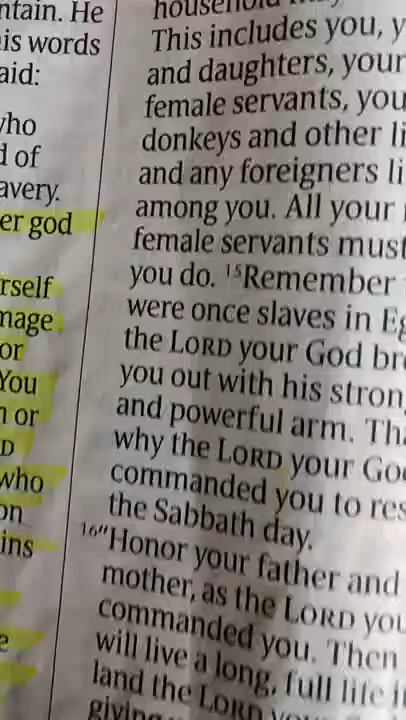 ntain. He
is words
aid:
who
d of
avery.
er god
rself
mage
or
You
n or
D
who
on
ins
e
household
This includes you, y
and daughters, your
female servants, you
donkeys and other li
and any foreigners li
among you. All your
female servants must
you do. 15Remember
were once slaves in Eg
the LORD your God br
you out with his stron
and powerful arm. Tha
why the LORD your Go
commanded you to res
the Sabbath day.
16"Honor your father and
mother, as the LORD you
commanded you. Then
will live a long, full life i
land the LORD you
giving